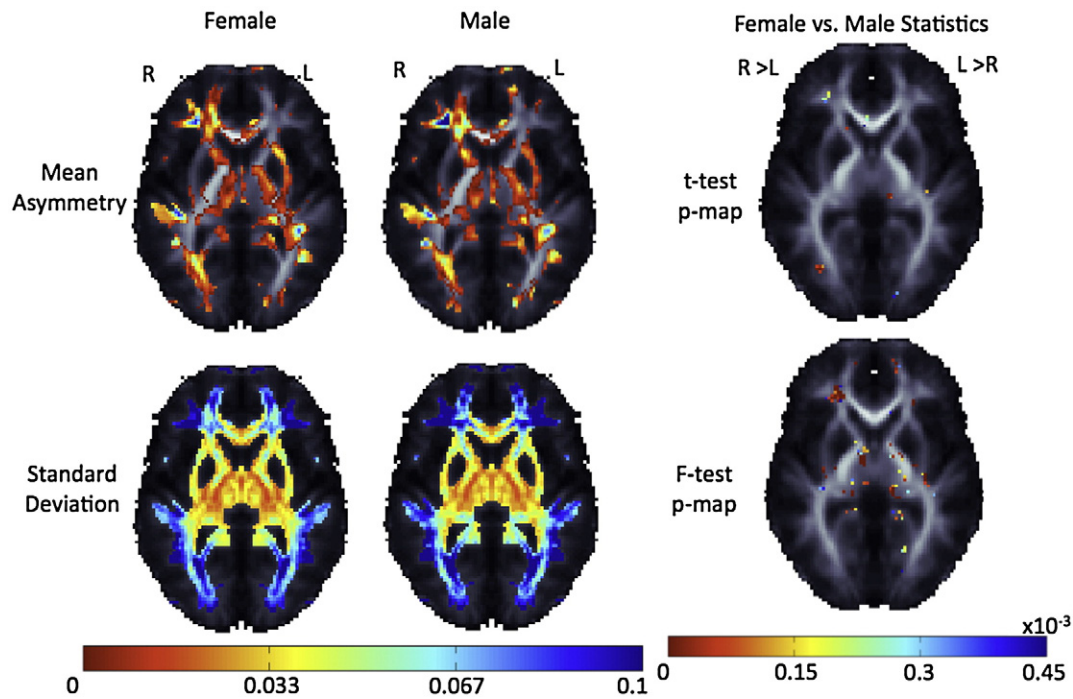 Female
Male
Female vs. Male Statistics
R
L
R
L
R >L
L >R
Mean
Asymmetry
t-test
p-map
Standard
Deviation
F-test
p-map
x10-3
0
0.033
0.067
0.1
0
0.15
0.3
0.45